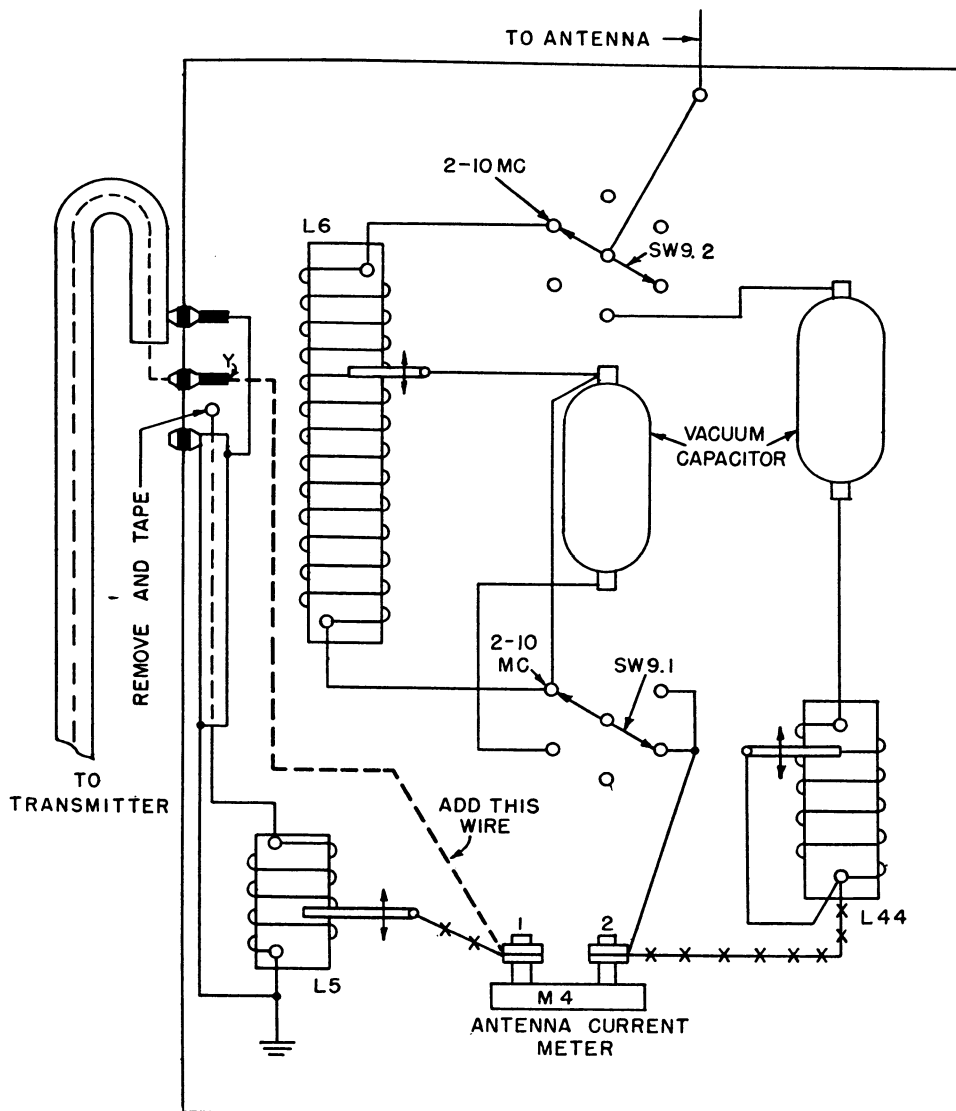 TO ANTENNA
2-10 MC
L6
SW9.2
Y
VACUUM
CAPACITOR
REMOVE AND TAPE
2-10
MC
SW9.1
TO
TRANSMITTER
ADD THIS
WIRE
1
2
L44
L5
M4
ANTENNA CURRENT
METER